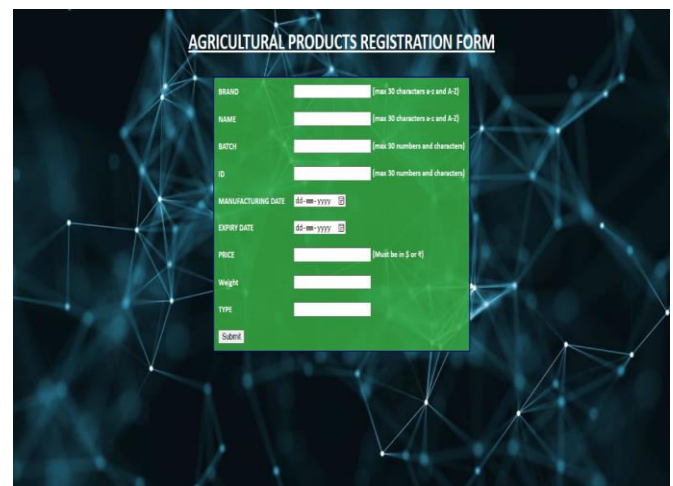 AGRICULTURAL PRODUCTS REGISTRATION FORM
BRAND (max 30 characters a-z and A-Z)
NAME (max 30 characters a-z and A-Z)
BATCH (max 30 numbers and characters)
ID (max 30 numbers and characters)
MANUFACTURING DATE dd-mm-yyyy
EXPIRY DATE dd-mm-yyyy
PRICE (Must be in $ or ₹)
Weight
TYPE
Submit